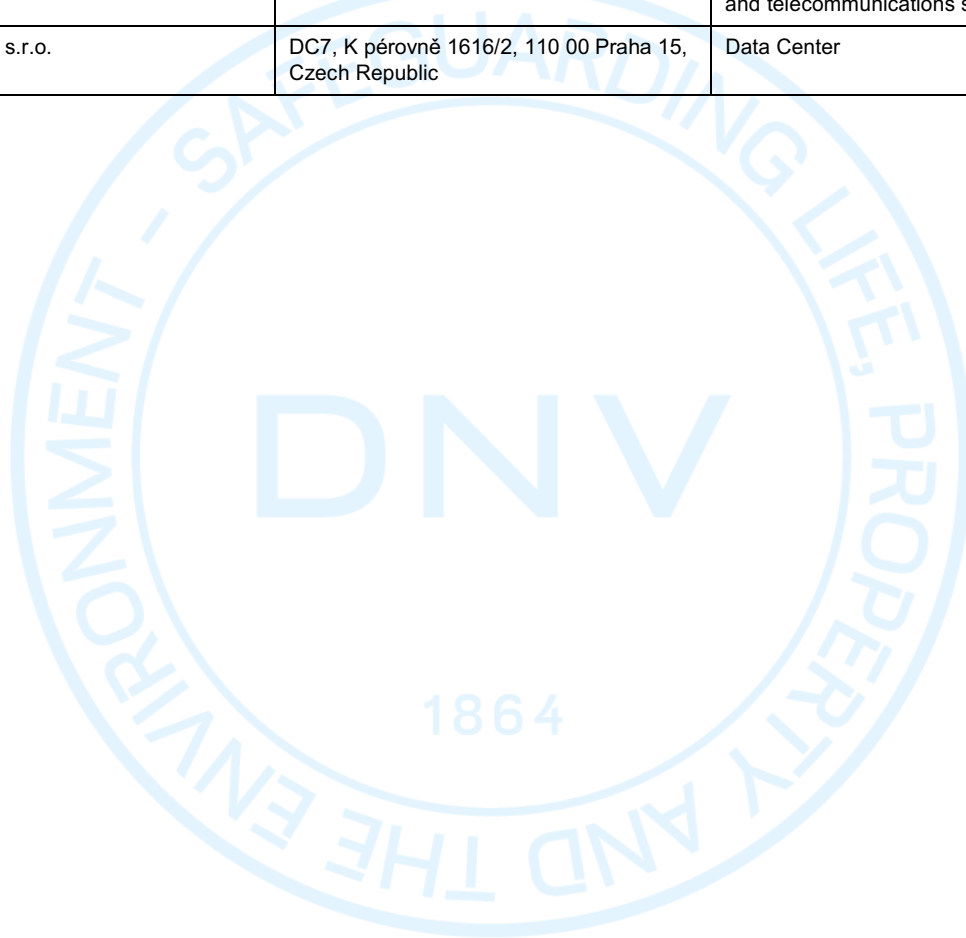 and telecommunications s
s.r.o.
DC7, K pérovně 1616/2, 110 00 Praha 15,
Czech Republic
Data Center
SAFEGUARDING LIFE, PROPERTY AND THE ENVIRONMENT -
DNV
1864